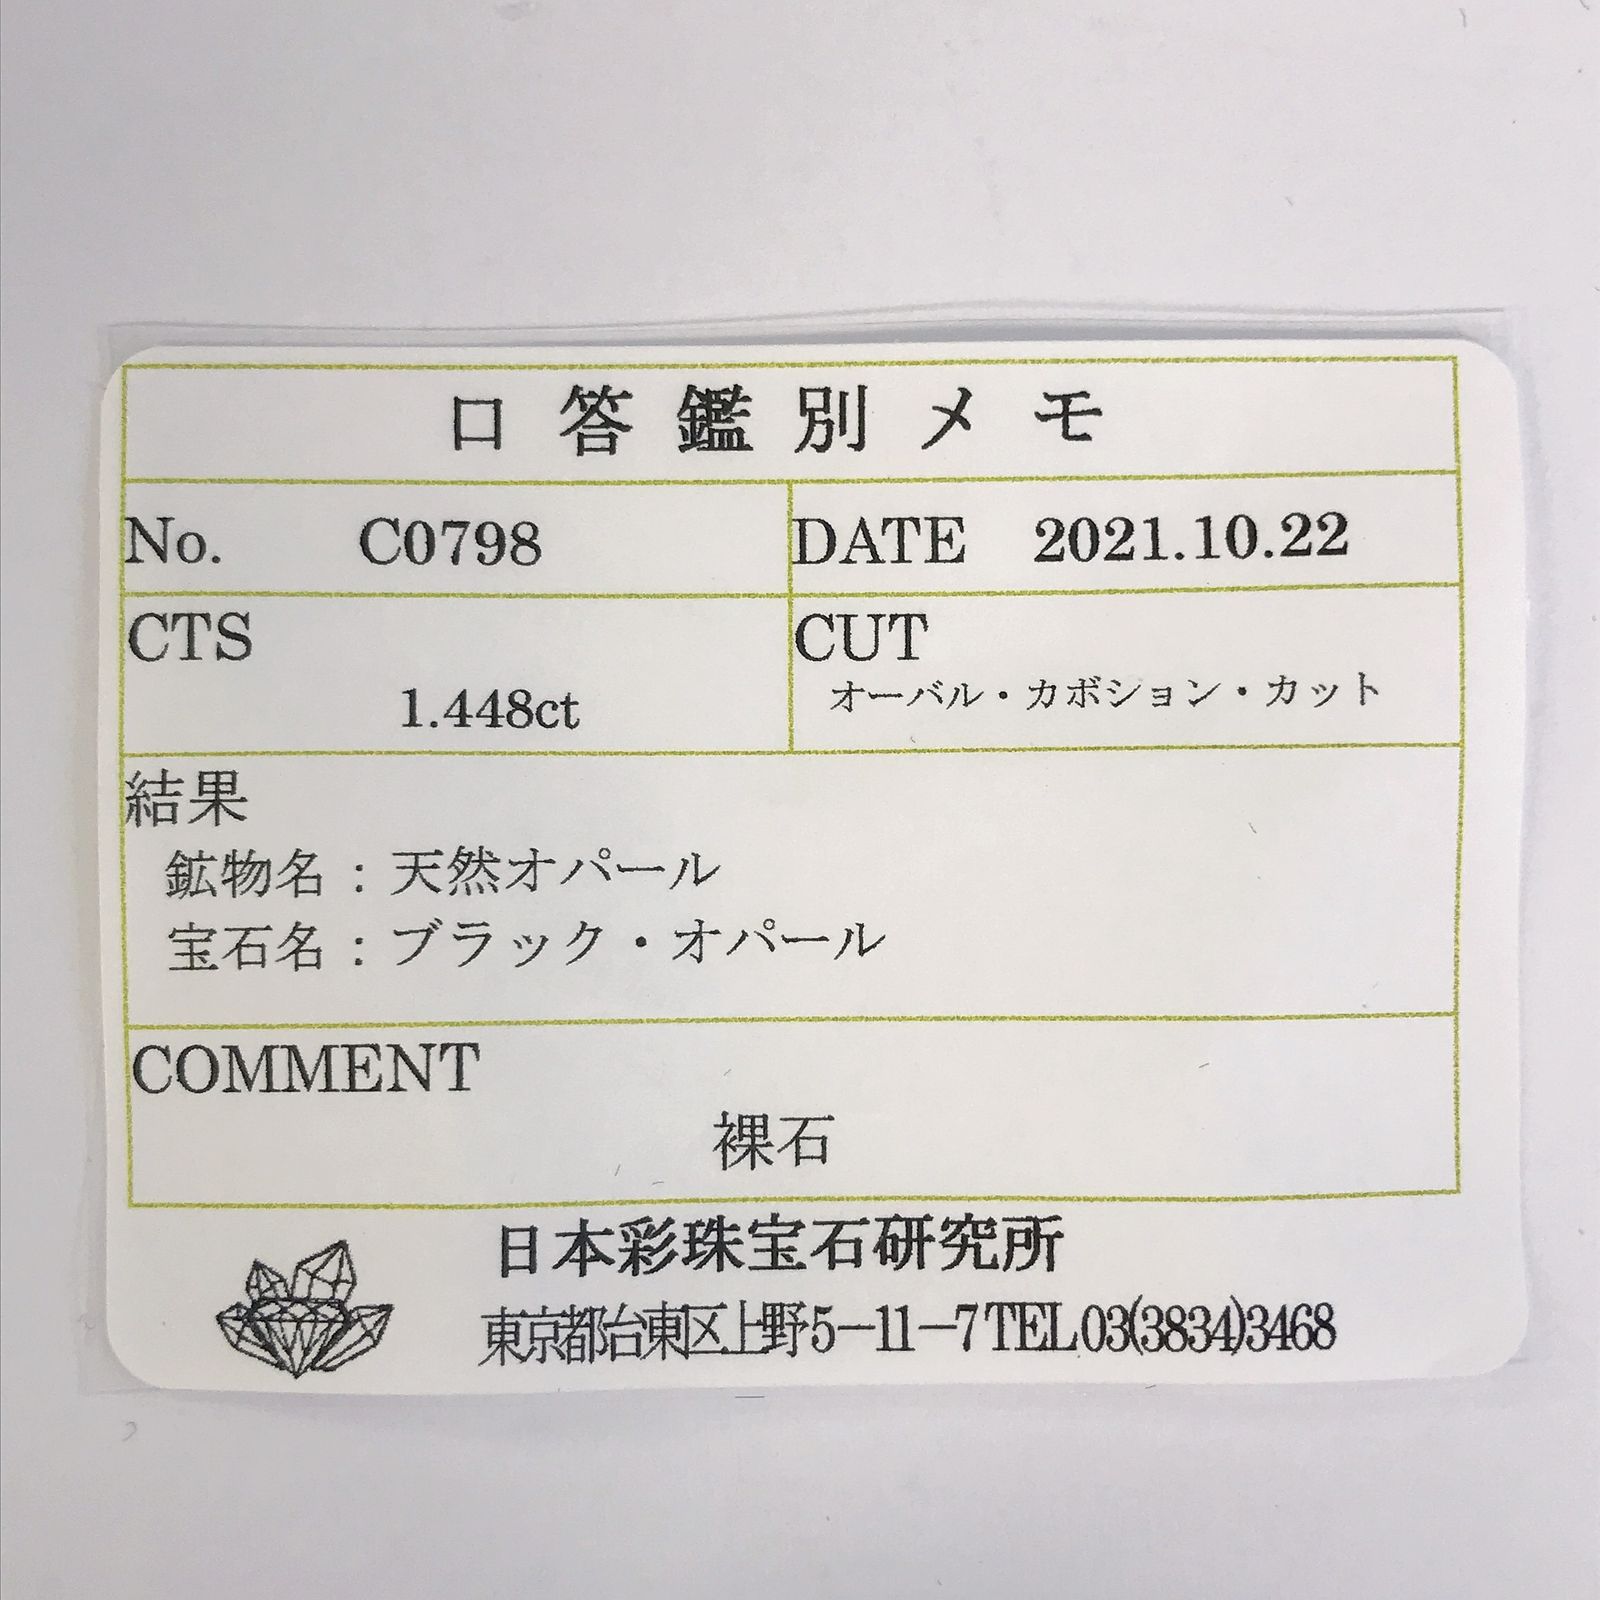 口答鑑別メモ
No. C0798 DATE 2021.10.22
CTS CUT
1.448ct オーバル・カボション・カット
結果
鉱物名：天然オパール
宝石名：ブラック・オパール
COMMENT
裸石
日本彩珠宝石研究所
東京都台東区上野5-11-7 TEL 03(3834)3468